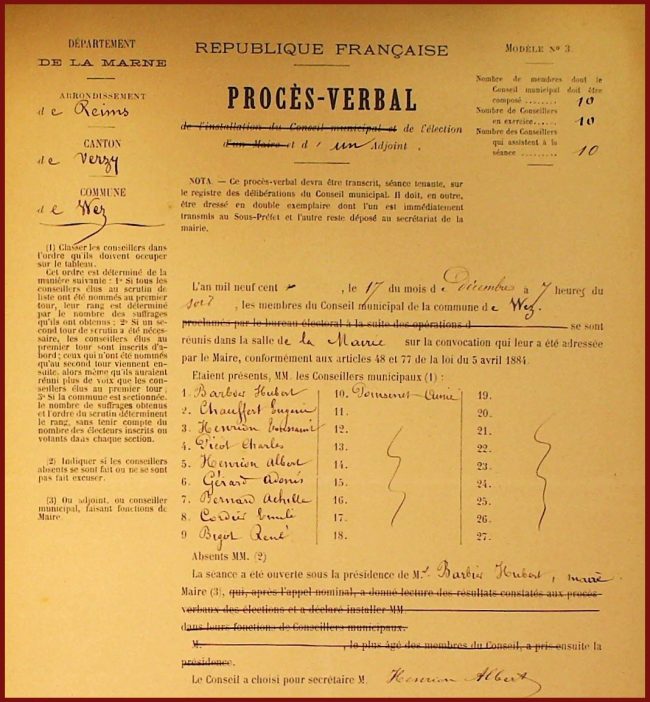 DÉPARTEMENT
DE LA MARNE
ARRONDISSEMENT
de Reims
CANTON
de Verzy
COMMUNE
de Wez
(1) Classer les conseillers dans
l'ordre qu'ils doivent occuper
sur le tableau.
Cet ordre est déterminé de la
manière suivante : 1° Si tous les
conseillers élus au scrutin de
liste ont été nommés au premier
tour, leur rang est déterminé
par le nombre des suffrages
qu'ils ont obtenus ; 2° Si un se-
cond tour de scrutin a été néces-
saire, les conseillers élus au
premier tour sont inscrits d'a-
bord ; ceux qui n'ont été nommés
qu'au second tour viennent en-
suite, alors même qu'ils auraient
réuni plus de voix que les con-
seillers élus au premier tour ;
3° Si la commune est sectionnée,
le nombre de suffrages obtenus
et l'ordre du scrutin déterminent
le rang, sans tenir compte du
nombre des électeurs inscrits ou
votants dans chaque section.
(2) Indiquer si les conseillers
absents se sont fait ou ne se sont
pas fait excuser.
(3) Ou adjoint, ou conseiller
municipal, faisant fonctions de
Maire.
REPUBLIQUE FRANÇAISE
PROCÈS-VERBAL
de l'installation du Conseil municipal et de l'élection
d'un Maire et d' un Adjoint .
MODÈLE N° 3.
Nombre de membres dont le
Conseil municipal doit être
composé ........ 10
Nombre de Conseillers
en exercice...... 10
Nombre des Conseillers
qui assistent à la
séance ........ 10
NOTA. — Ce procès-verbal devra être transcrit, séance tenante, sur
le registre des délibérations du Conseil municipal. Il doit, en outre,
être dressé en double exemplaire dont l'un est immédiatement
transmis au Sous-Préfet et l'autre reste déposé au secrétariat de la
mairie.
L'an mil neuf cent , le 17 du mois de Décembre à 7 heures du
soir , les membres du Conseil municipal de la commune de Wez
proclamés par le bureau électoral à la suite des opérations d se sont
réunis dans la salle de la Mairie sur la convocation qui leur a été adressée
par le Maire, conformément aux articles 48 et 77 de la loi du 5 avril 1884.
Étaient présents, MM. les Conseillers municipaux (1) :
1. Barbier Hubert
2. Chauffert Eugène
3. Henrion
4. Picot Charles
5. Henrion Albert
6. Gérard Adonis
7. Bernard Achille
8. Cordier Emile
9 Bigot René
10.
11.
12.
13.
14.
15.
16.
17.
18.
19.
20.
21.
22.
23.
24.
25.
26.
27.
Absents MM. (2)
La séance a été ouverte sous la présidence de M. Barbier Hubert, maire
Maire (3), qui, après l'appel nominal, a donné lecture des résultats constatés aux procès-
verbaux des élections et a déclaré installer MM.
dans leurs fonctions de Conseillers municipaux.
M. , le plus âgé des membres du Conseil, a pris ensuite la
présidence.
Le Conseil a choisi pour secrétaire M. Henrion Albert